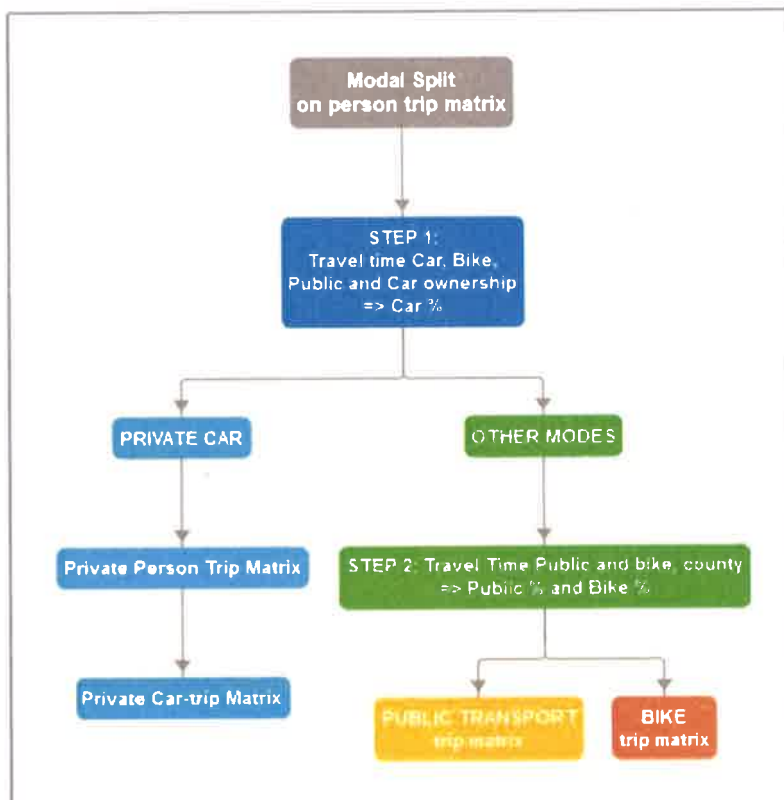 Modal Split
on person trip matrix
STEP 1:
Travel time Car, Bike,
Public and Car ownership
=> Car %
PRIVATE CAR
OTHER MODES
Private Person Trip Matrix
STEP 2: Travel Time Public and bike, county
=> Public % and Bike %
Private Car-trip Matrix
PUBLIC TRANSPORT
trip matrix
BIKE
trip matrix